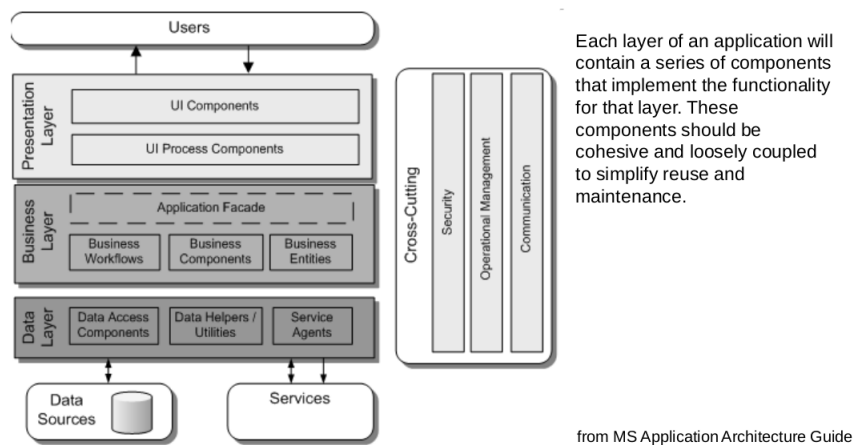 Users
Presentation
Layer
UI Components
UI Process Components
Business
Layer
Application Facade
Business
Workflows
Business
Components
Business
Entities
Data
Layer
Data Access
Components
Data Helpers /
Utilities
Service
Agents
Data
Sources
Services
Cross-Cutting
Security
Operational Management
Communication
Each layer of an application will
contain a series of components
that implement the functionality
for that layer. These
components should be
cohesive and loosely coupled
to simplify reuse and
maintenance.
from MS Application Architecture Guide